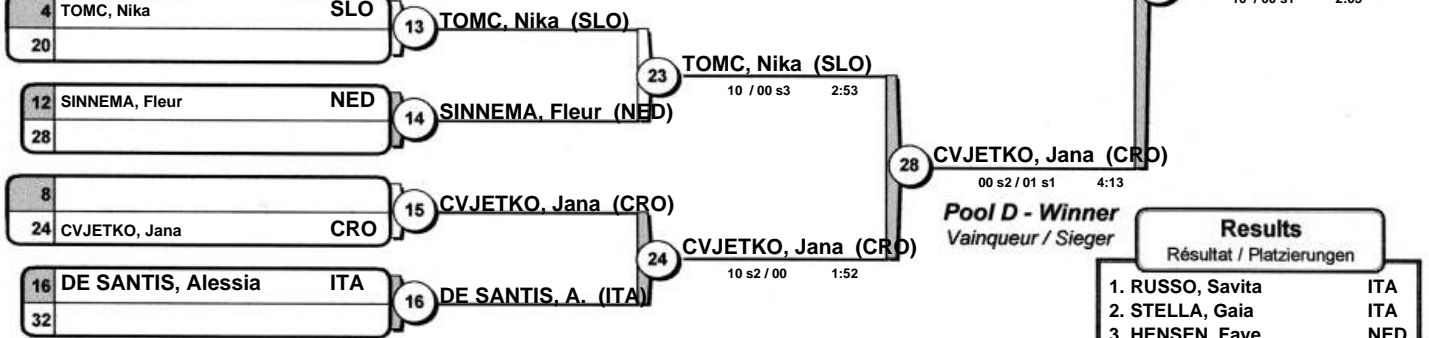 4 TOMC, Nika SLO
20
13 TOMC, Nika (SLO)
12 SINNEMA, Fleur NED
28
14 SINNEMA, Fleur (NED)
23 TOMC, Nika (SLO)
10 / 00 s3 2:53
8
24 CVJETKO, Jana CRO
15 CVJETKO, Jana (CRO)
16 DE SANTIS, Alessia ITA
32
16 DE SANTIS, A. (ITA)
24 CVJETKO, Jana (CRO)
10 s2 / 00 1:52
28 CVJETKO, Jana (CRO)
00 s2 / 01 s1 4:13
Pool D - Winner
Vainqueur / Sieger
Results
Résultat / Platzierungen
1. RUSSO, Savita ITA
2. STELLA, Gaia ITA
3. HENSEN, Faye NED